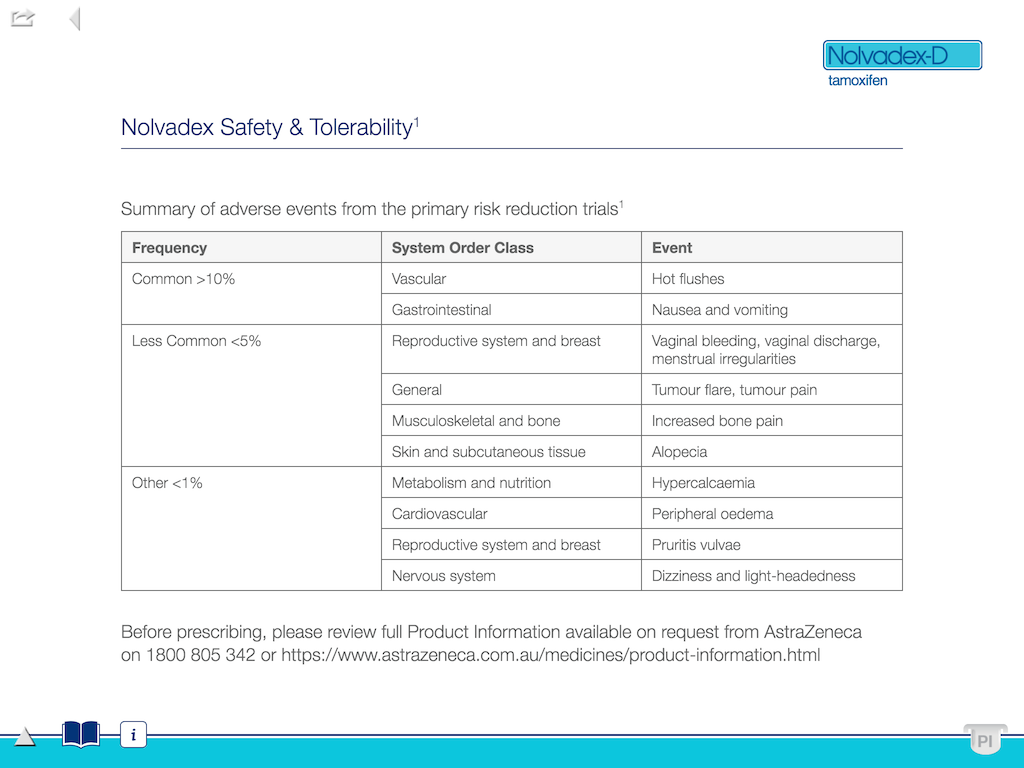 Nolvadex-D
tamoxifen
Nolvadex Safety & Tolerability¹
Summary of adverse events from the primary risk reduction trials¹
Frequency System Order Class Event
Common >10% Vascular Hot flushes
Gastrointestinal Nausea and vomiting
Less Common <5% Reproductive system and breast Vaginal bleeding, vaginal discharge,
menstrual irregularities
General Tumour flare, tumour pain
Musculoskeletal and bone Increased bone pain
Skin and subcutaneous tissue Alopecia
Other <1% Metabolism and nutrition Hypercalcaemia
Cardiovascular Peripheral oedema
Reproductive system and breast Pruritis vulvae
Nervous system Dizziness and light-headedness
Before prescribing, please review full Product Information available on request from AstraZeneca
on 1800 805 342 or https://www.astrazeneca.com.au/medicines/product-information.html
i
PI